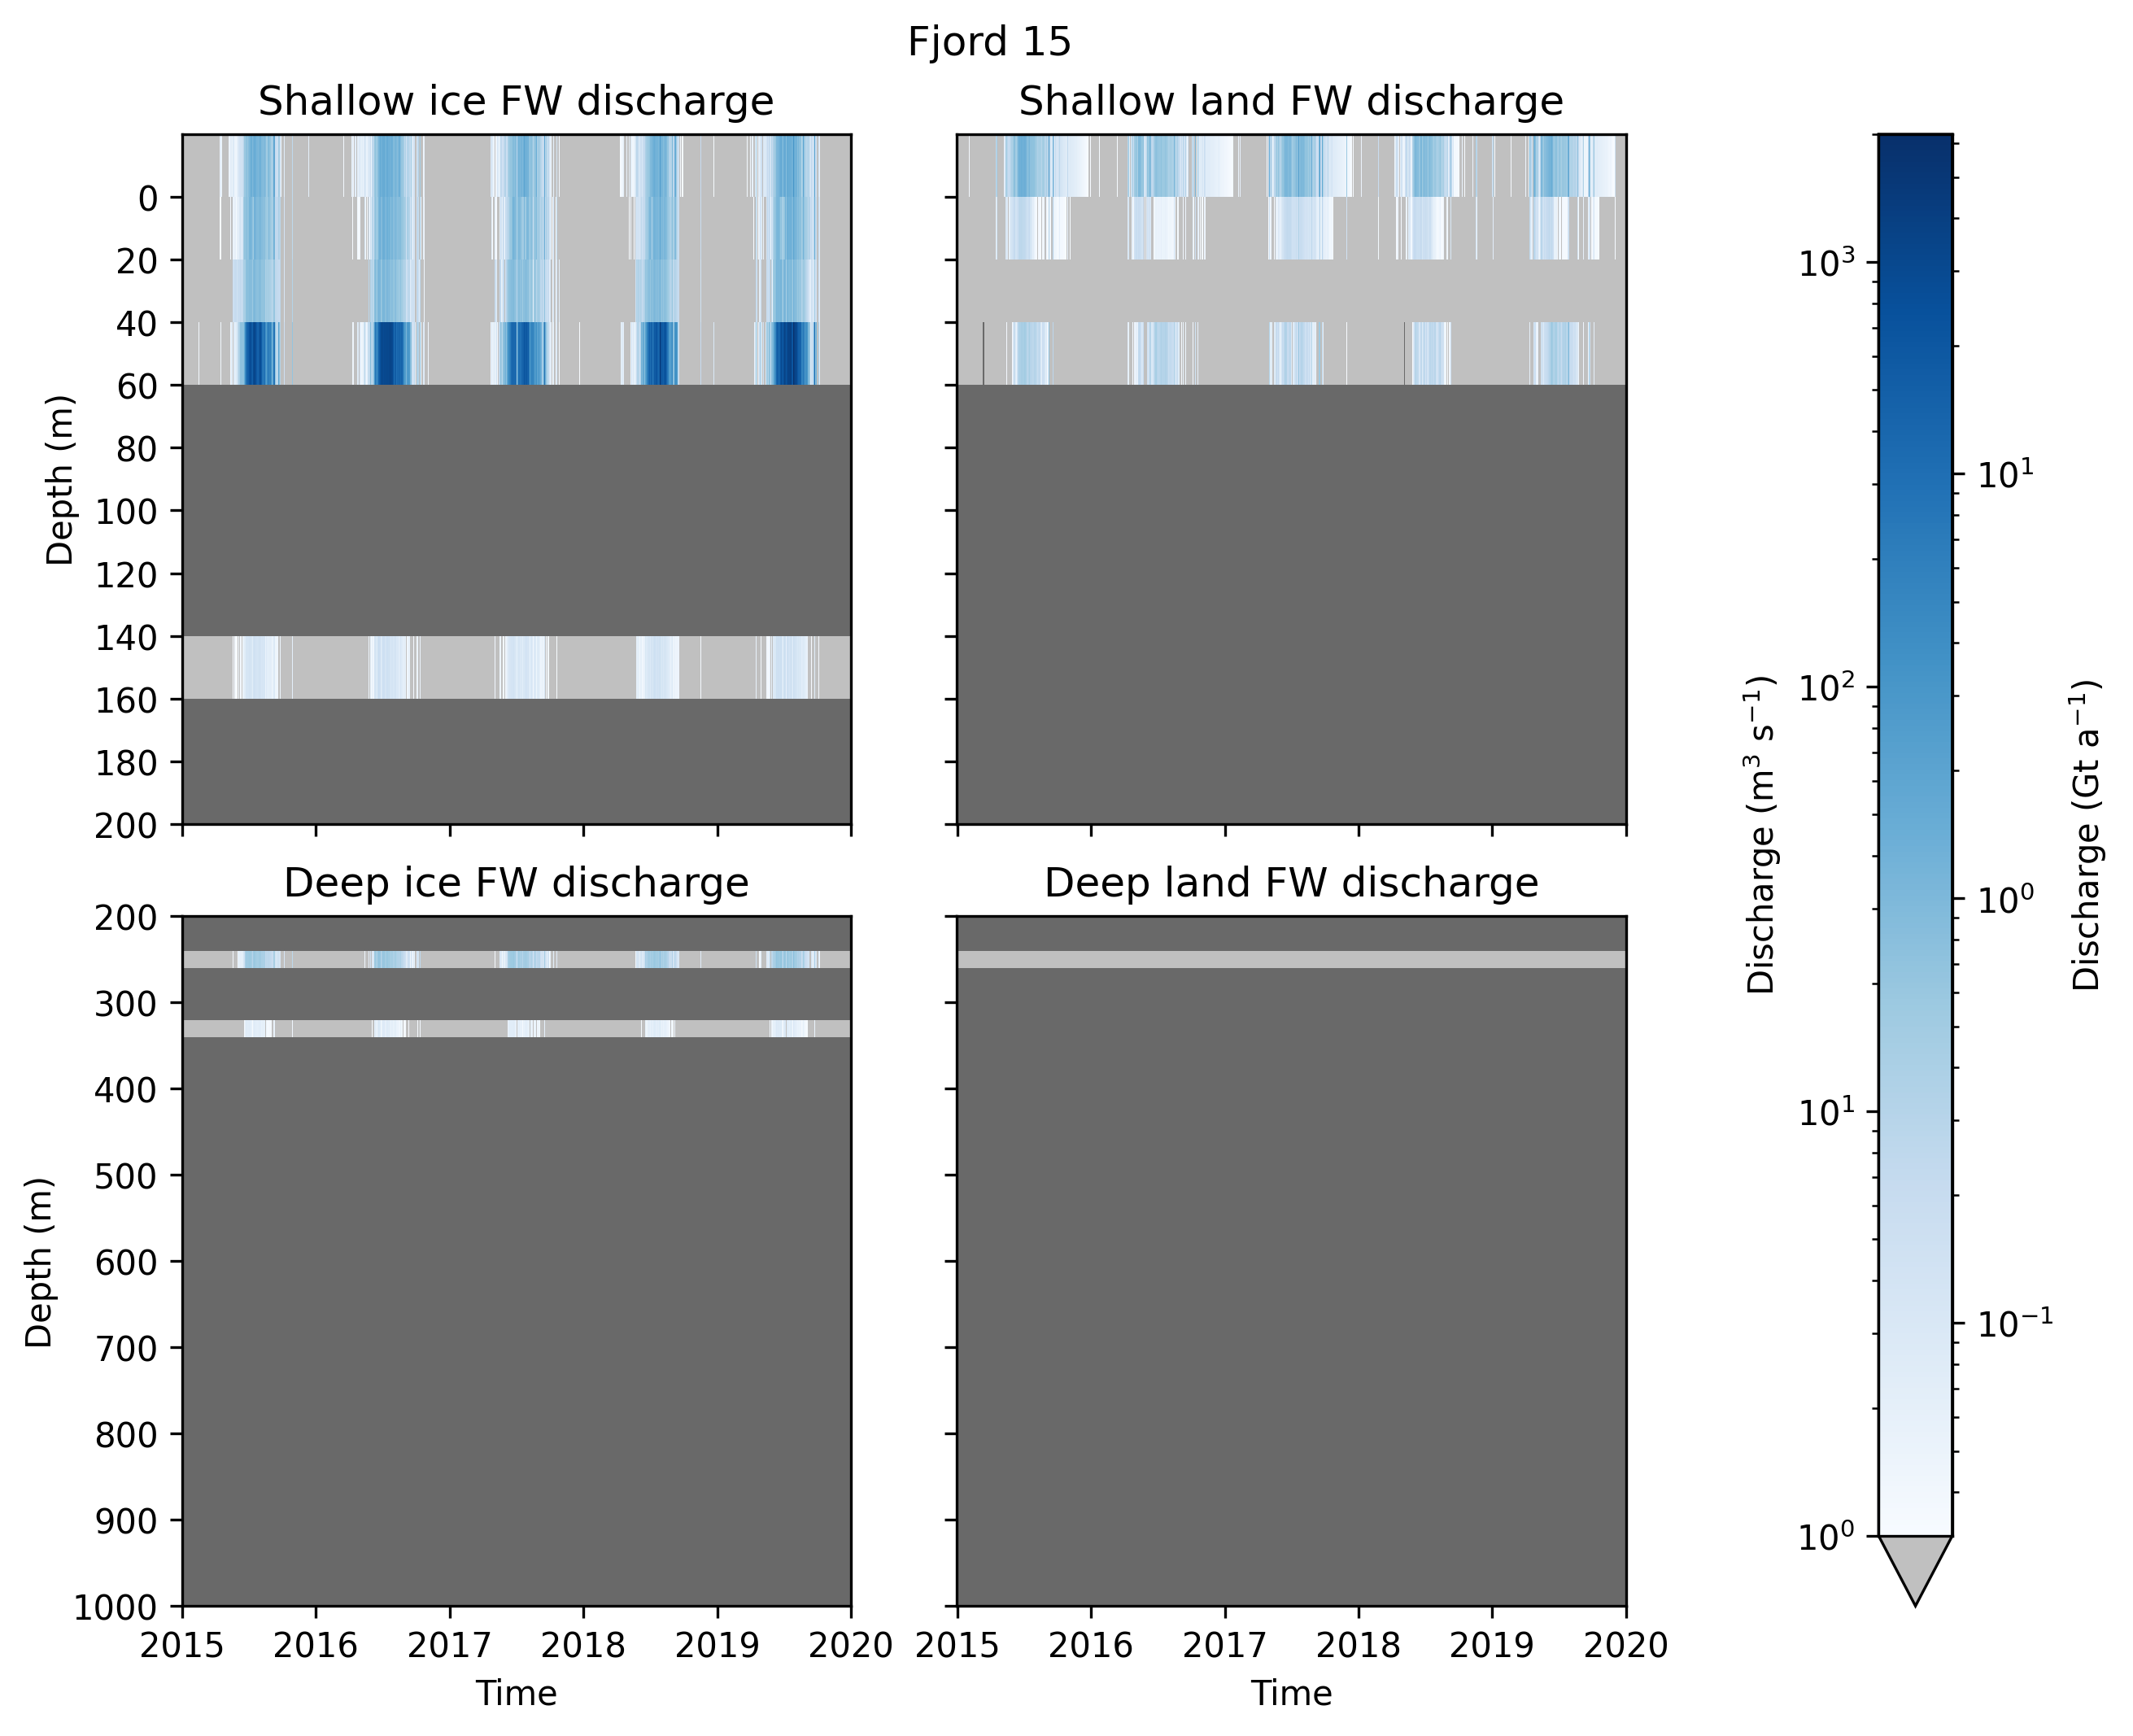 Fjord 15
Shallow ice FW discharge
Shallow land FW discharge
0
20
40
60
80
100
120
140
160
180
200
Depth (m)
Deep ice FW discharge
Deep land FW discharge
200
300
400
500
600
700
800
900
1000
Depth (m)
2015 2016 2017 2018 2019 2020
2015 2016 2017 2018 2019 2020
Time
Time
10³
10²
10¹
10⁰
Discharge (m³ s⁻¹)
10¹
10⁰
10⁻¹
Discharge (Gt a⁻¹)